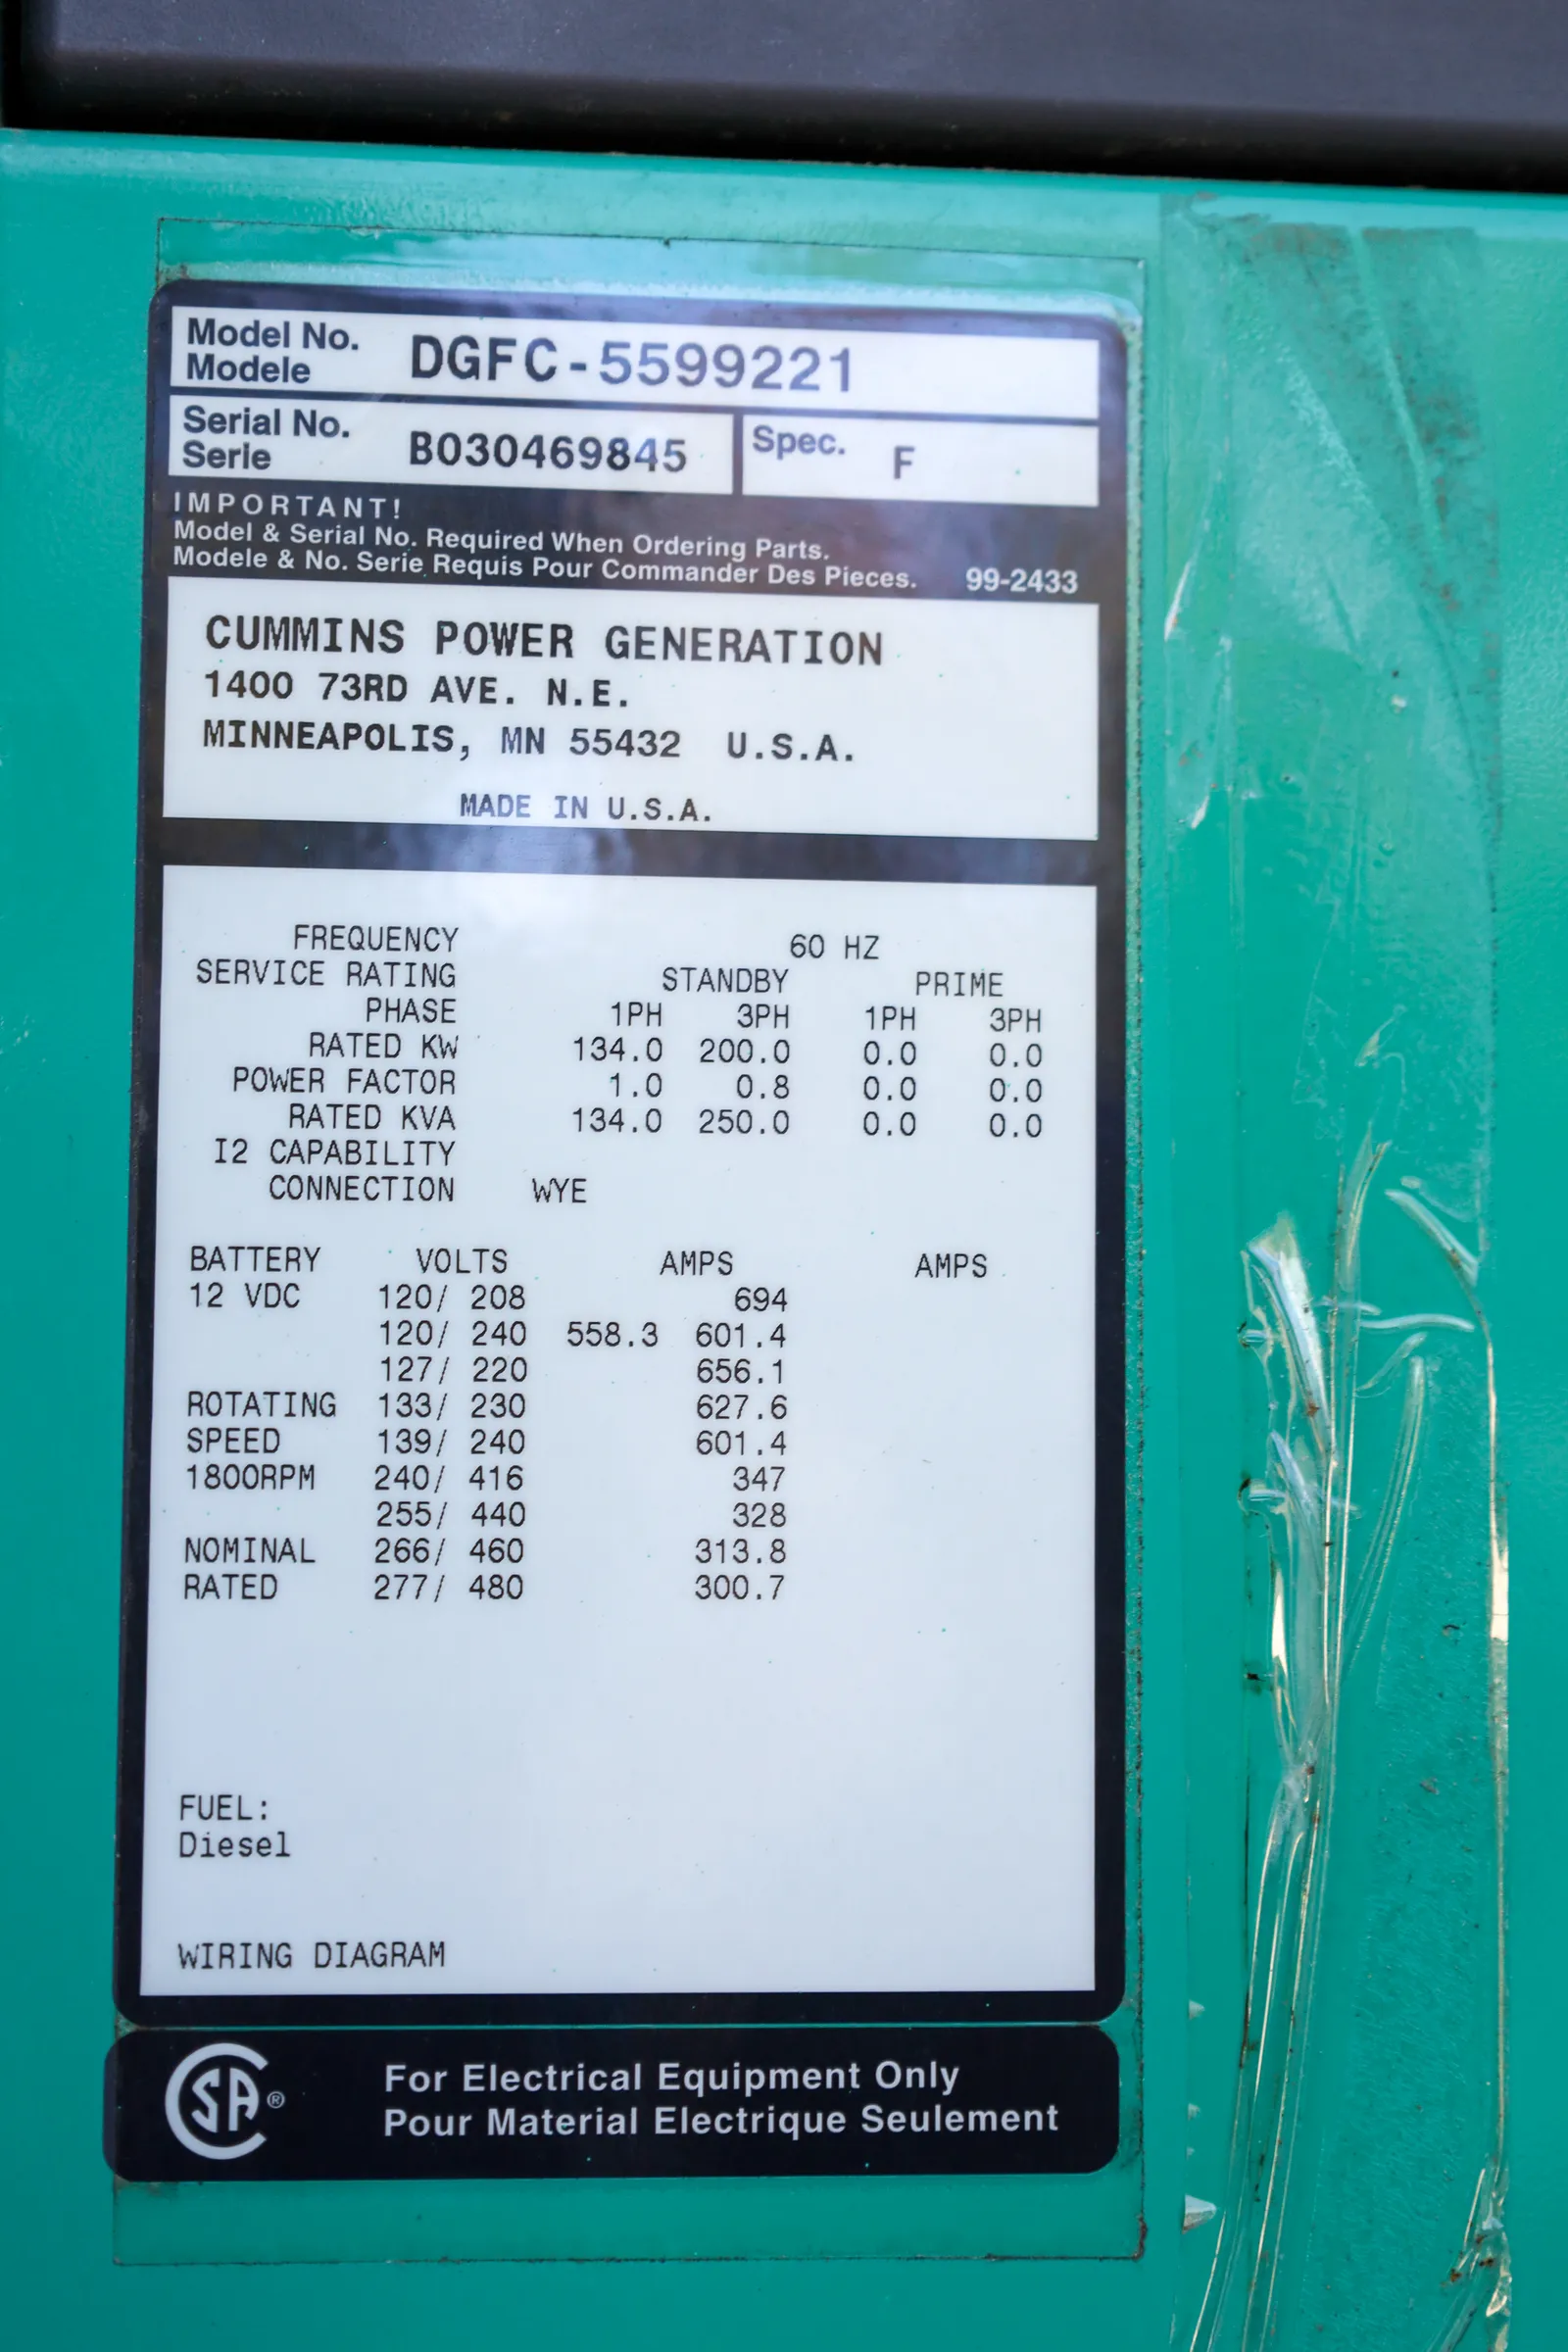 Model No. DGFC-5599221
Modele
Serial No. B030469845 Spec. F
Serie
IMPORTANT!
Model & Serial No. Required When Ordering Parts.
Modele & No. Serie Requis Pour Commander Des Pieces. 99-2433
CUMMINS POWER GENERATION
1400 73RD AVE. N.E.
MINNEAPOLIS, MN 55432 U.S.A.
MADE IN U.S.A.
FREQUENCY 60 HZ
SERVICE RATING STANDBY PRIME
PHASE 1PH 3PH 1PH 3PH
RATED KW 134.0 200.0 0.0 0.0
POWER FACTOR 1.0 0.8 0.0 0.0
RATED KVA 134.0 250.0 0.0 0.0
I2 CAPABILITY
CONNECTION WYE
BATTERY VOLTS AMPS AMPS
12 VDC 120/ 208 694
120/ 240 558.3 601.4
127/ 220 656.1
ROTATING 133/ 230 627.6
SPEED 139/ 240 601.4
1800RPM 240/ 416 347
255/ 440 328
NOMINAL 266/ 460 313.8
RATED 277/ 480 300.7
FUEL:
Diesel
WIRING DIAGRAM
CSA ® For Electrical Equipment Only
Pour Material Electrique Seulement